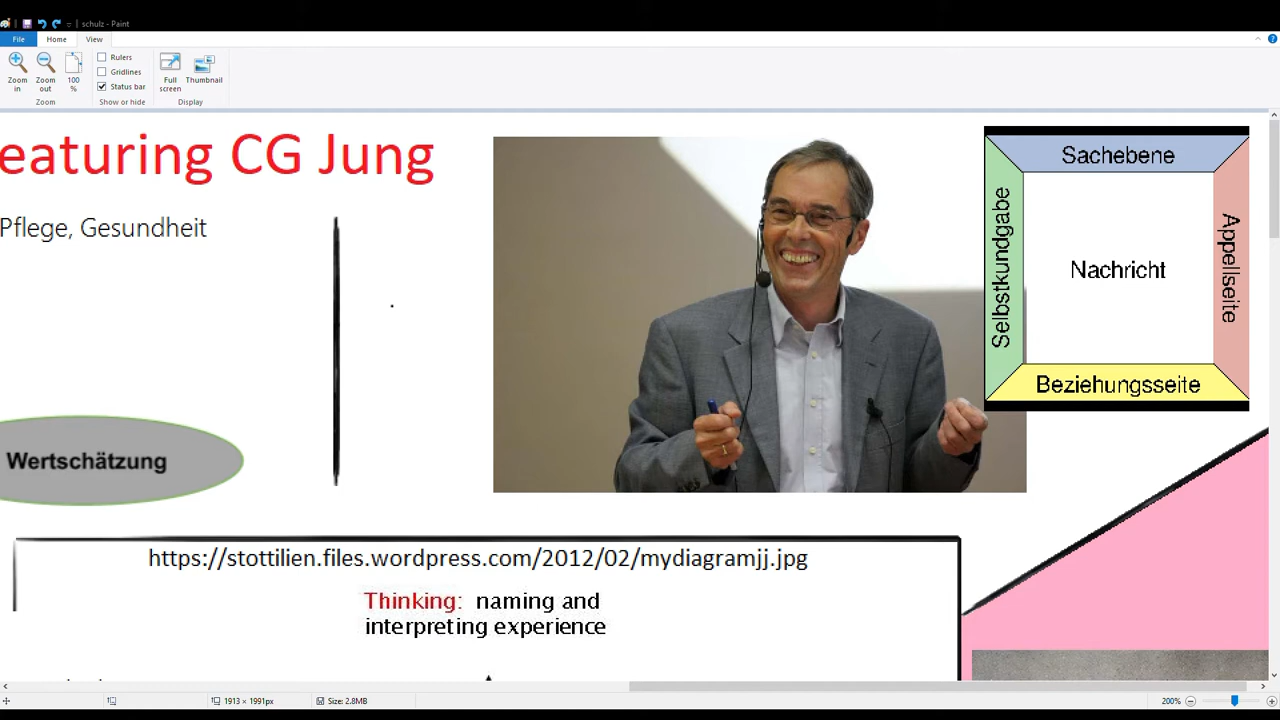 schulz - Paint
File Home View
Zoom in
Zoom out
100 %
Zoom
Rulers
Gridlines
Status bar
Show or hide
Full screen
Thumbnail
Display
eaturing CG Jung
Pflege, Gesundheit
Wertschätzung
Sachebene
Selbstkundgabe
Nachricht
Appellseite
Beziehungsseite
https://stottilien.files.wordpress.com/2012/02/mydiagramjj.jpg
Thinking: naming and
interpreting experience
1913 × 1991px
Size: 2.8MB
200%